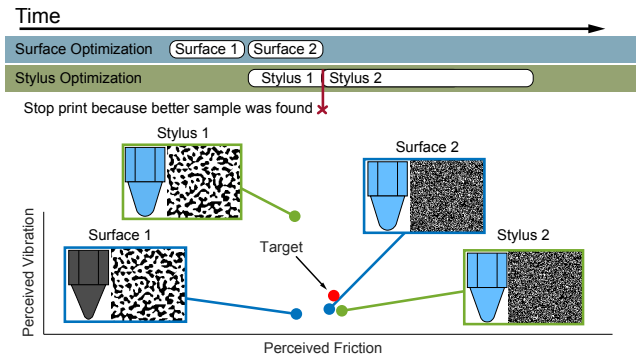 Time
Surface Optimization
Surface 1
Surface 2
Stylus Optimization
Stylus 1
Stylus 2
Stop print because better sample was found
Stylus 1
Surface 2
Surface 1
Target
Stylus 2
Perceived Vibration
Perceived Friction